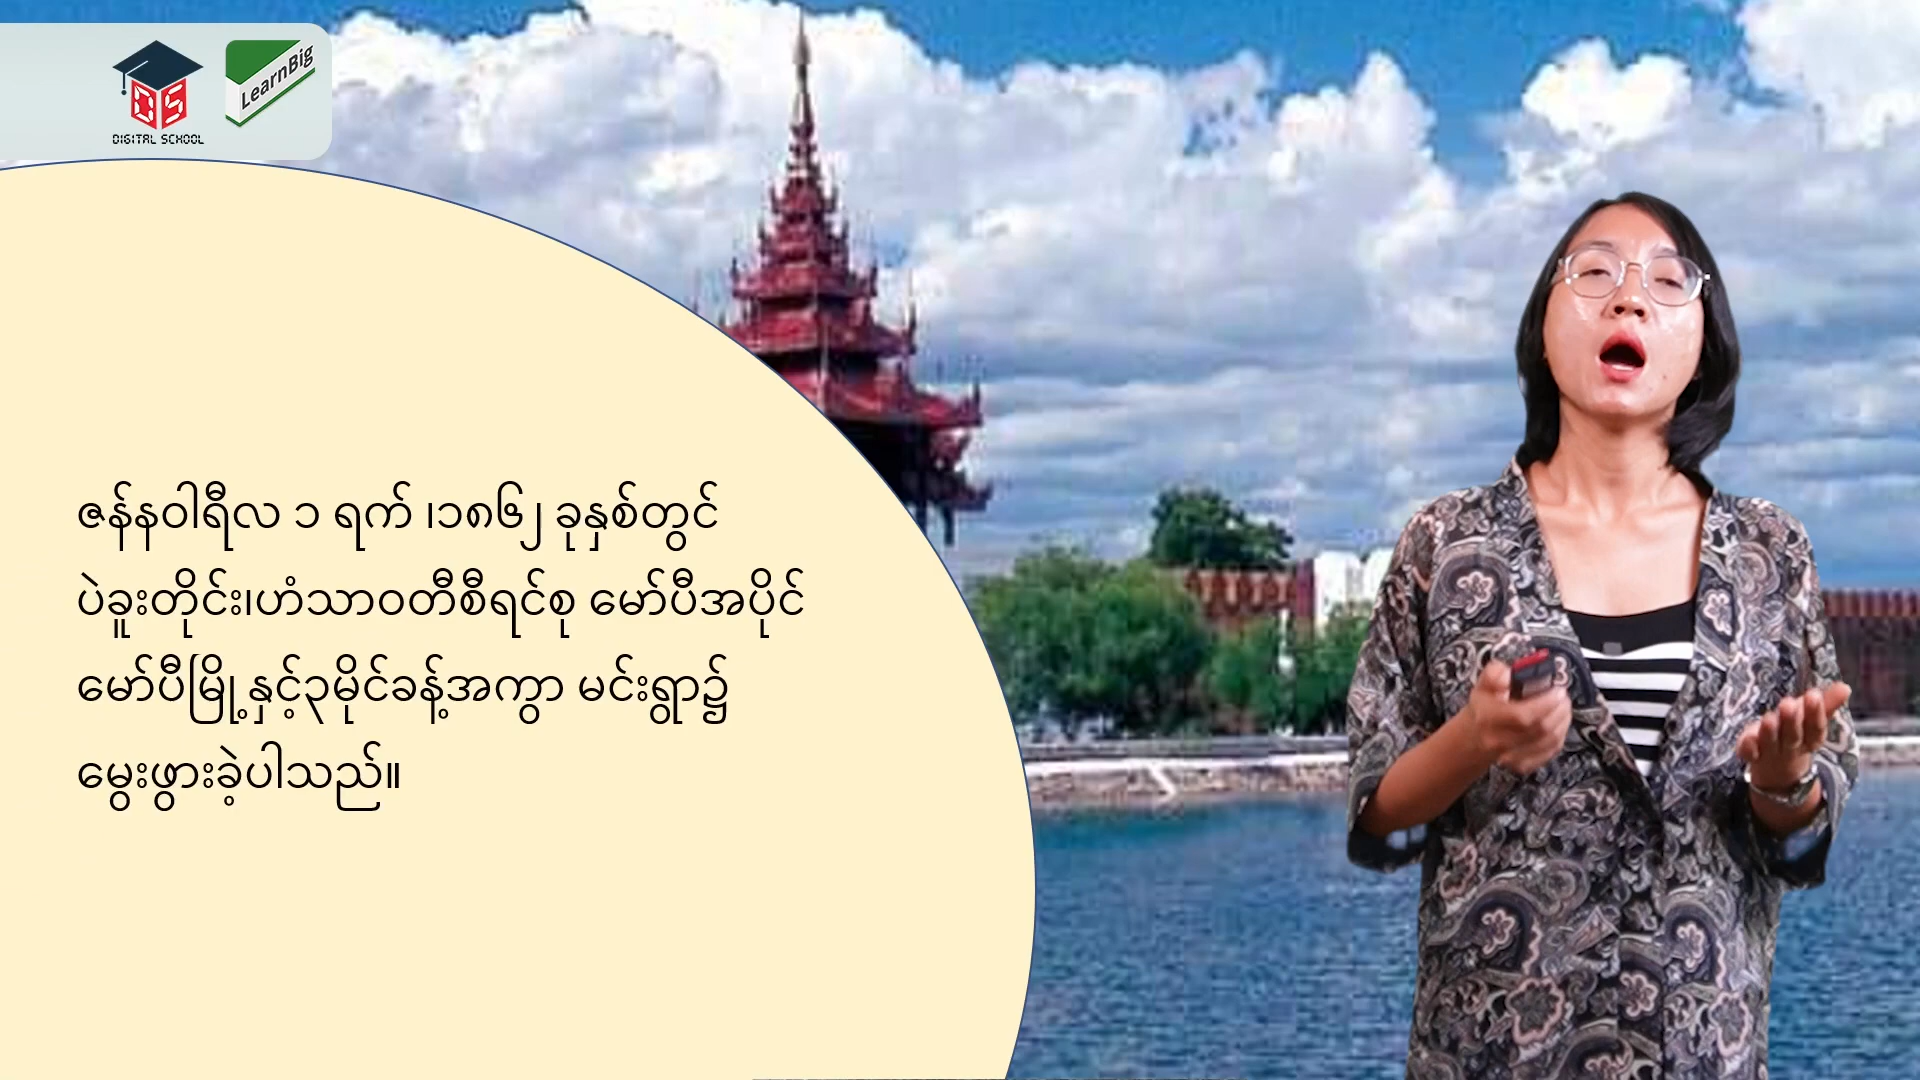 DS
DIGITAL SCHOOL
LearnBig
ဇန်နဝါရီလ ၁ ရက် ၊၁၈၆၂ ခုနှစ်တွင်
ပဲခူးတိုင်း၊ဟံသာဝတီစီရင်စု မော်ပီအပိုင်
မော်ပီမြို့နှင့်၃မိုင်ခန့်အကွာ မင်းရွာ၌
မွေးဖွားခဲ့ပါသည်။